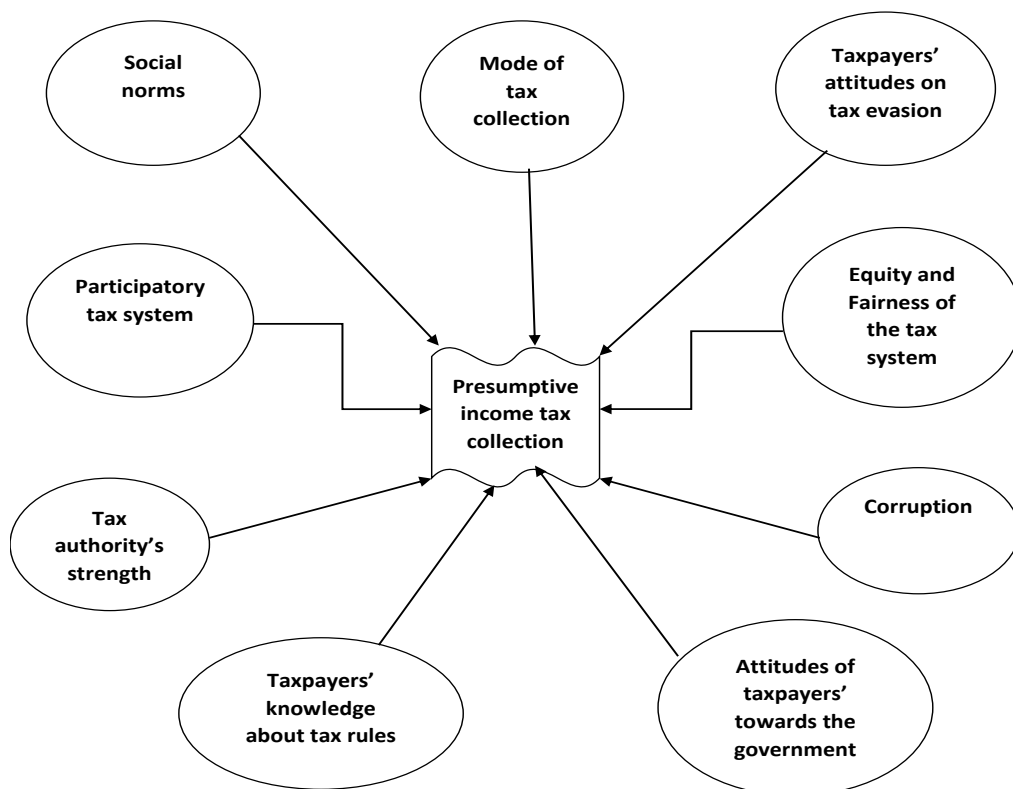 Social
norms
Mode of
tax
collection
Taxpayers’
attitudes on
tax evasion
Participatory
tax system
Equity and
Fairness of
the tax
system
Presumptive
income tax
collection
Tax
authority’s
strength
Corruption
Taxpayers’
knowledge
about tax rules
Attitudes of
taxpayers’
towards the
government